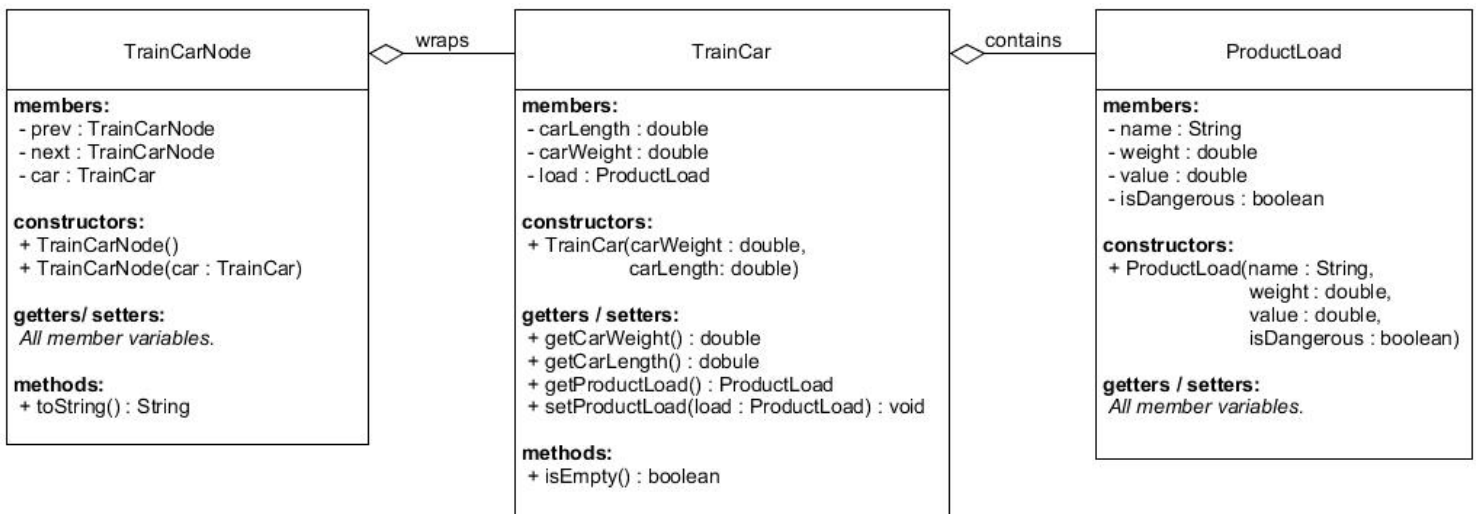 TrainCarNode
members:
- prev : TrainCarNode
- next : TrainCarNode
- car : TrainCar
constructors:
+ TrainCarNode()
+ TrainCarNode(car : TrainCar)
getters/ setters:
All member variables.
methods:
+ toString() : String
wraps
TrainCar
members:
- carLength : double
- carWeight : double
- load : ProductLoad
constructors:
+ TrainCar(carWeight : double,
carLength: double)
getters / setters:
+ getCarWeight() : double
+ getCarLength() : dobule
+ getProductLoad() : ProductLoad
+ setProductLoad(load : ProductLoad) : void
methods:
+ isEmpty() : boolean
contains
ProductLoad
members:
- name : String
- weight : double
- value : double
- isDangerous : boolean
constructors:
+ ProductLoad(name : String,
weight : double,
value : double,
isDangerous : boolean)
getters / setters:
All member variables.